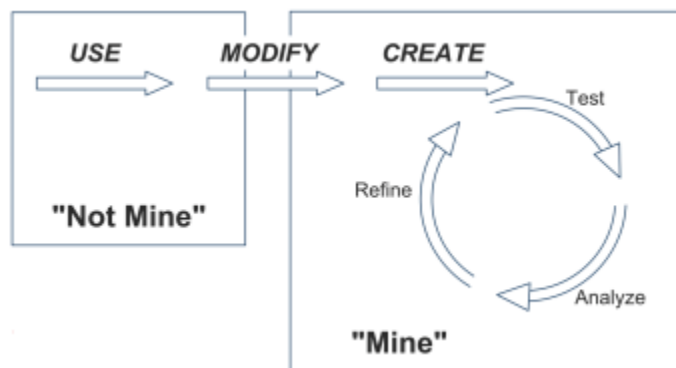 USE MODIFY CREATE
Test
Refine
"Not Mine"
Analyze
"Mine"